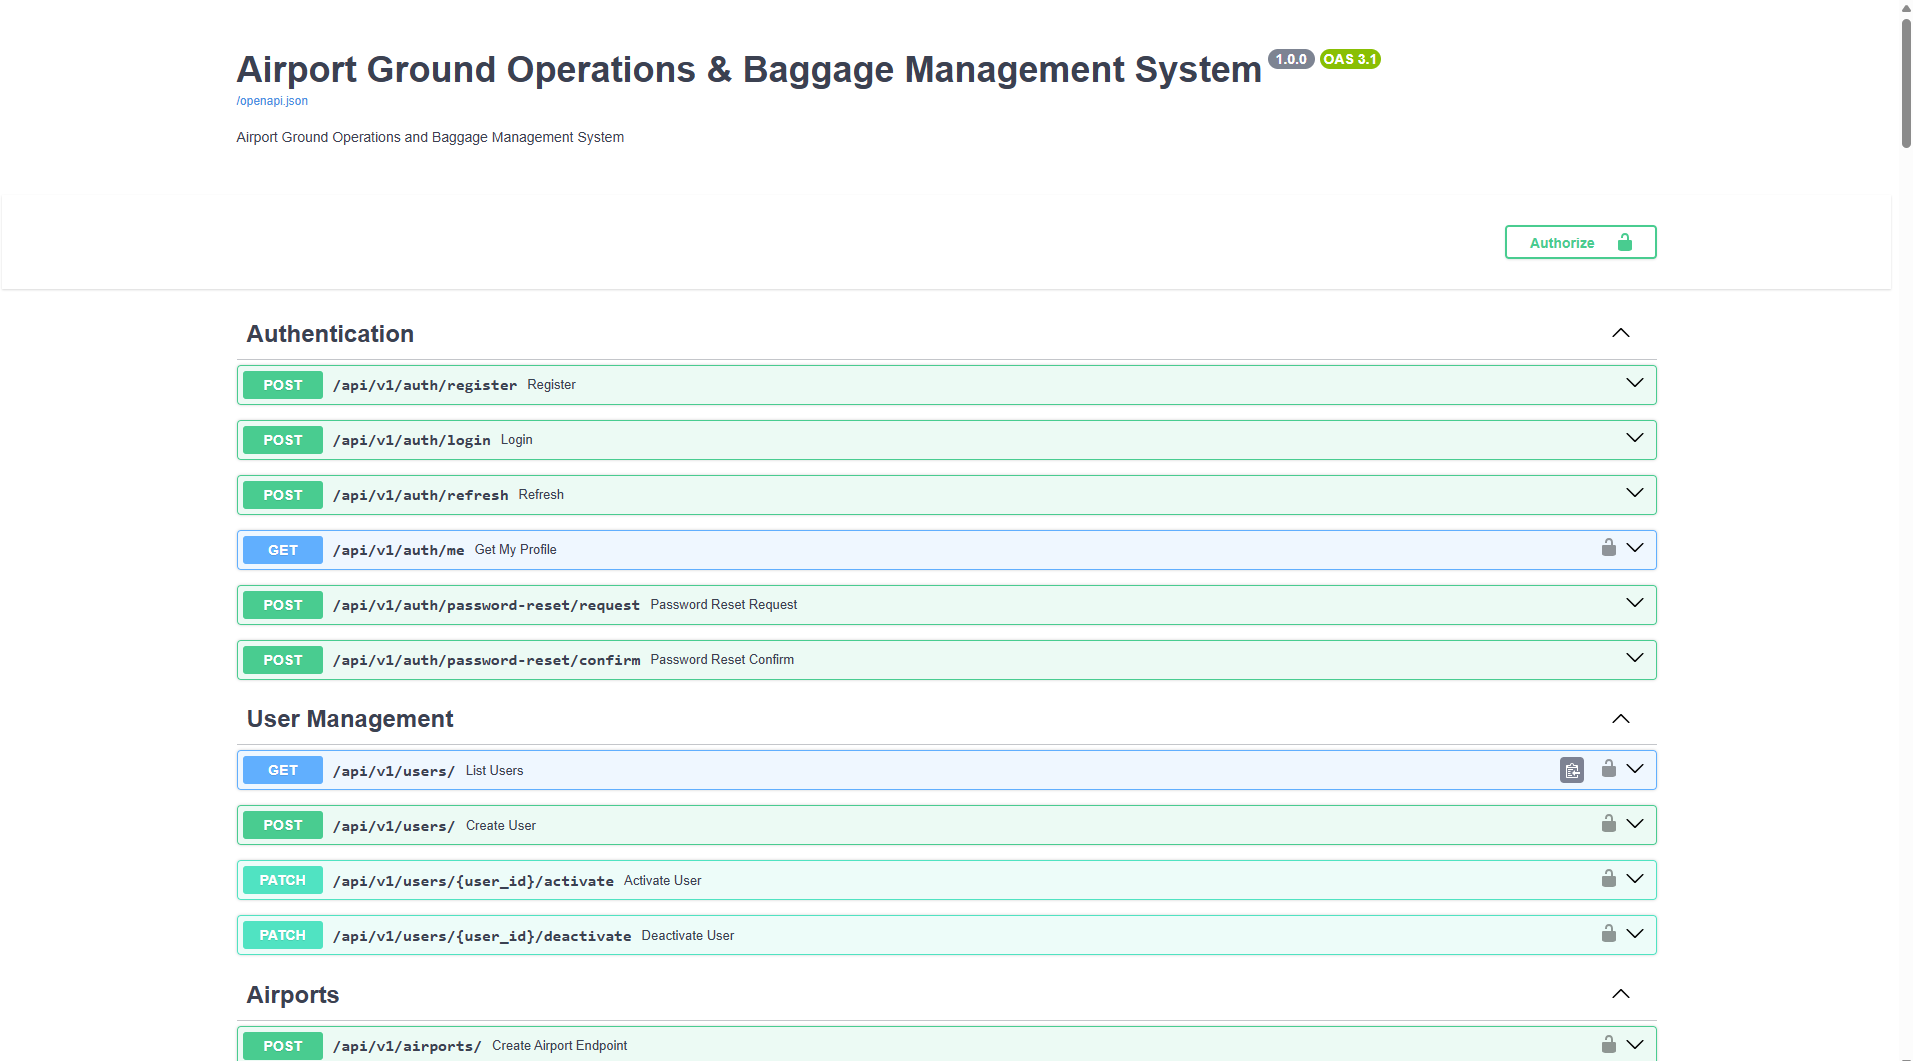 Airport Ground Operations & Baggage Management System 1.0.0 OAS 3.1
/openapi.json
Airport Ground Operations and Baggage Management System
Authorize
Authentication
POST /api/v1/auth/register Register
POST /api/v1/auth/login Login
POST /api/v1/auth/refresh Refresh
GET /api/v1/auth/me Get My Profile
POST /api/v1/auth/password-reset/request Password Reset Request
POST /api/v1/auth/password-reset/confirm Password Reset Confirm
User Management
GET /api/v1/users/ List Users
POST /api/v1/users/ Create User
PATCH /api/v1/users/{user_id}/activate Activate User
PATCH /api/v1/users/{user_id}/deactivate Deactivate User
Airports
POST /api/v1/airports/ Create Airport Endpoint